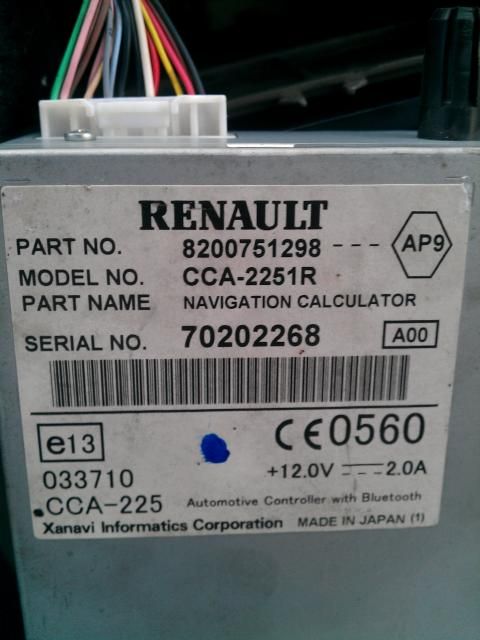 RENAULT
PART NO. 8200751298 --- AP9
MODEL NO. CCA-2251R
PART NAME NAVIGATION CALCULATOR
SERIAL NO. 70202268 A00
e13 CE0560
033710 +12.0V ⎓ 2.0A
CCA-225 Automotive Controller with Bluetooth
Xanavi Informatics Corporation MADE IN JAPAN (1)